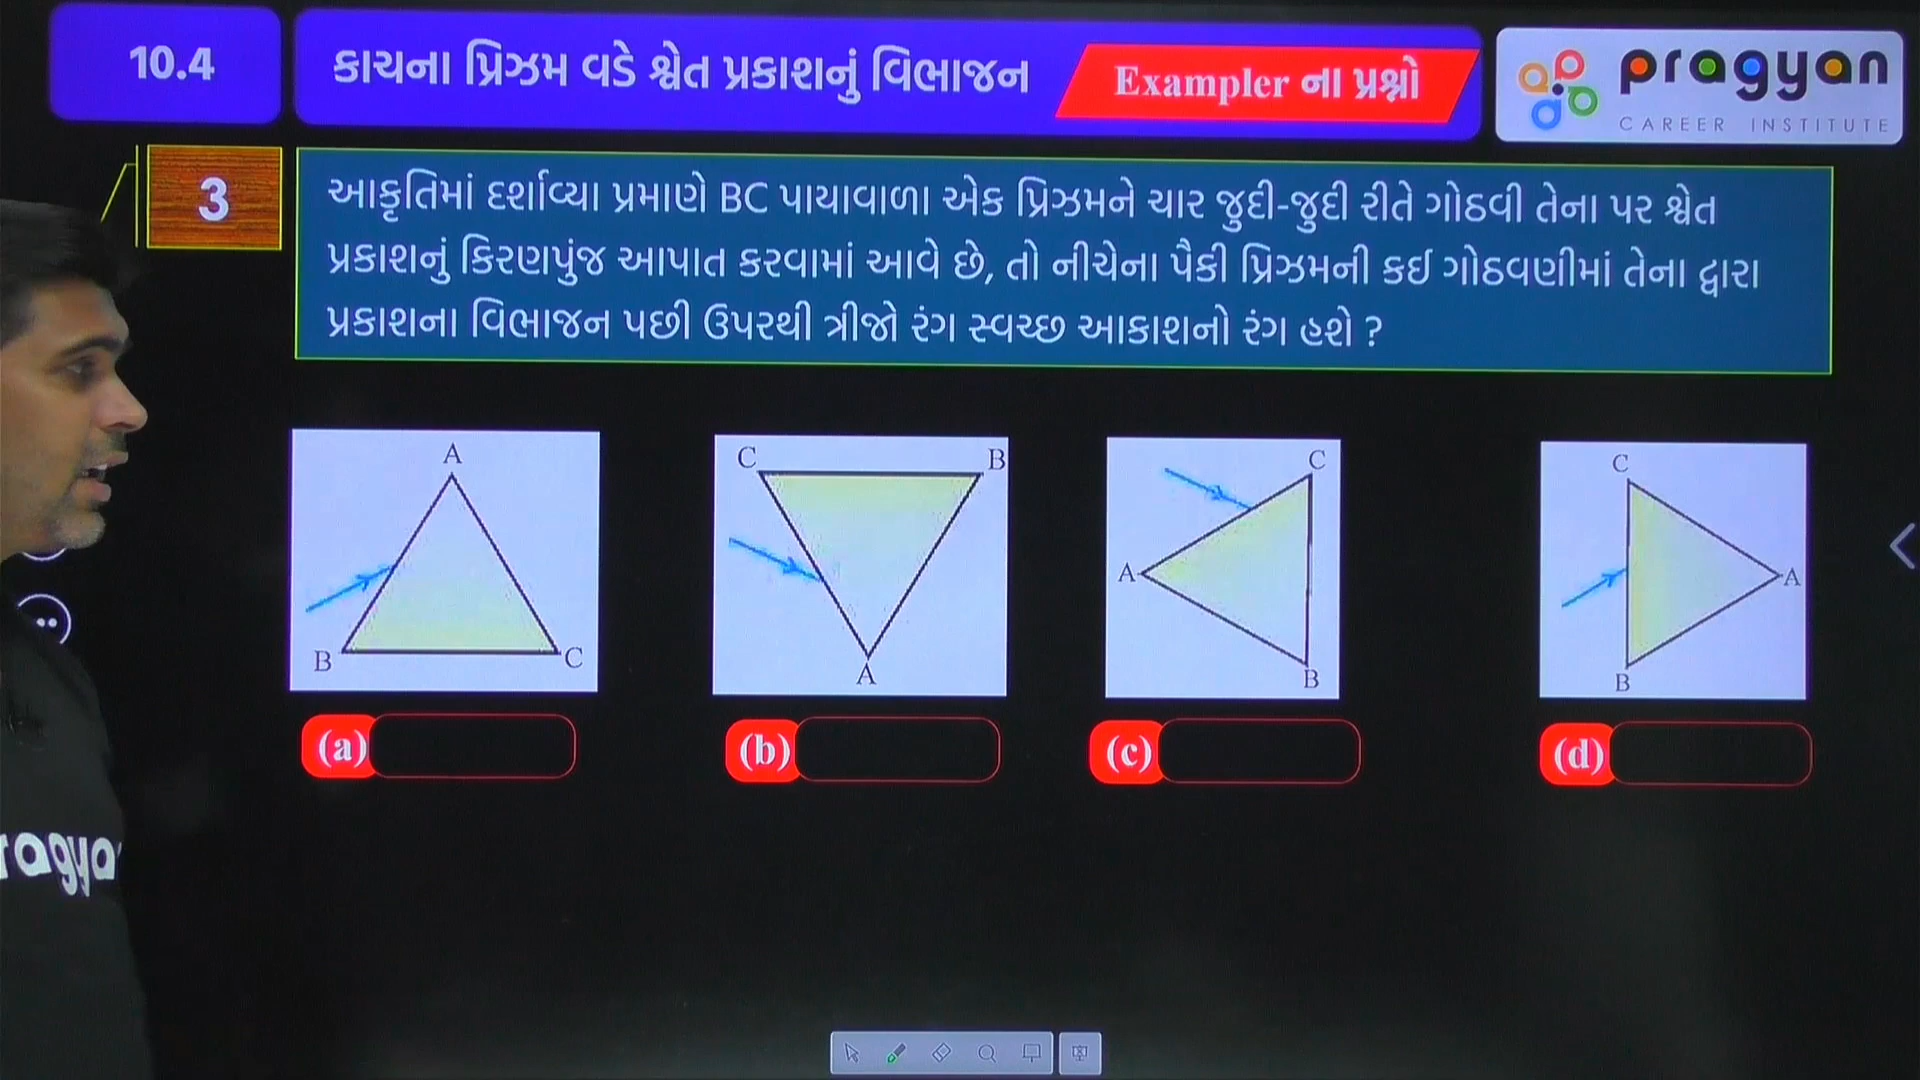 10.4
કાચના પ્રિઝમ વડે શ્વેત પ્રકાશનું વિભાજન
Exampler ના પ્રશ્નો
pragyan
CAREER INSTITUTE
3
આકૃતિમાં દર્શાવ્યા પ્રમાણે BC પાયાવાળા એક પ્રિઝમને ચાર જુદી-જુદી રીતે ગોઠવી તેના પર શ્વેત
પ્રકાશનું કિરણપુંજ આપાત કરવામાં આવે છે, તો નીચેના પૈકી પ્રિઝમની કઈ ગોઠવણીમાં તેના દ્વારા
પ્રકાશના વિભાજન પછી ઉપરથી ત્રીજો રંગ સ્વચ્છ આકાશનો રંગ હશે ?
A
B
C
C
B
A
C
A
B
C
A
B
(a)
(b)
(c)
(d)
ragya